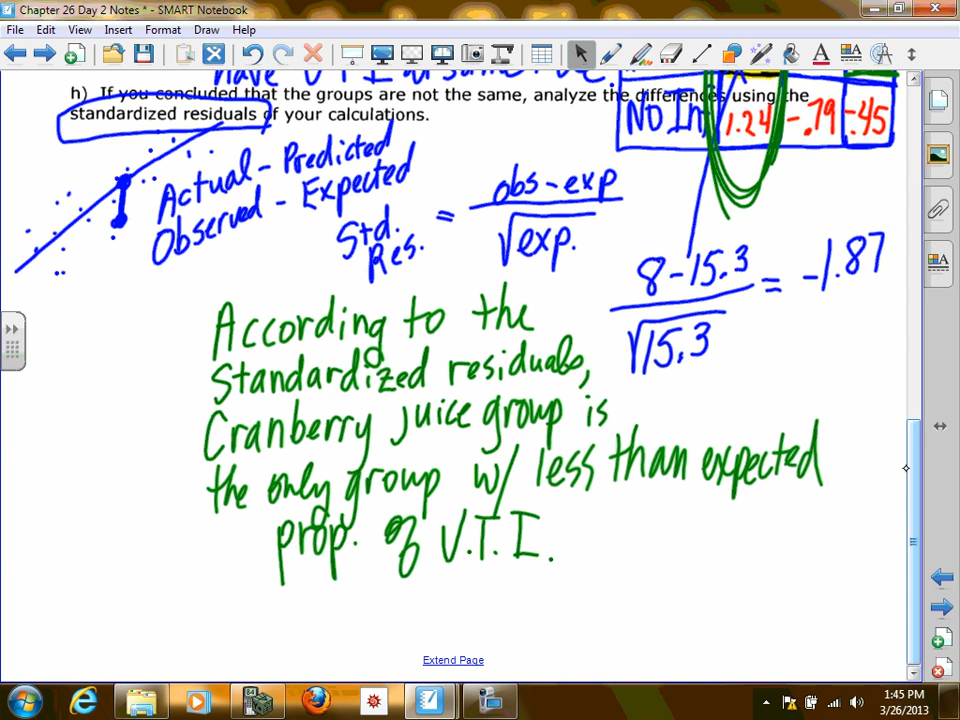 Chapter 26 Day 2 Notes * - SMART Notebook
File Edit View Insert Format Draw Help
have U.T.I at same
h) If you concluded that the groups are not the same, analyze the differences using the
standardized residuals of your calculations.
NO In 1.24 -.79 -.45
Actual - Predicted
Observed - Expected
Std. Res. = obs - exp / √exp.
8 - 15.3 / √15.3 = -1.87
According to the
Standardized residuals,
Cranberry juice group is
the only group w/ less than expected
prop. of U.T.I.
Extend Page
1:45 PM
3/26/2013